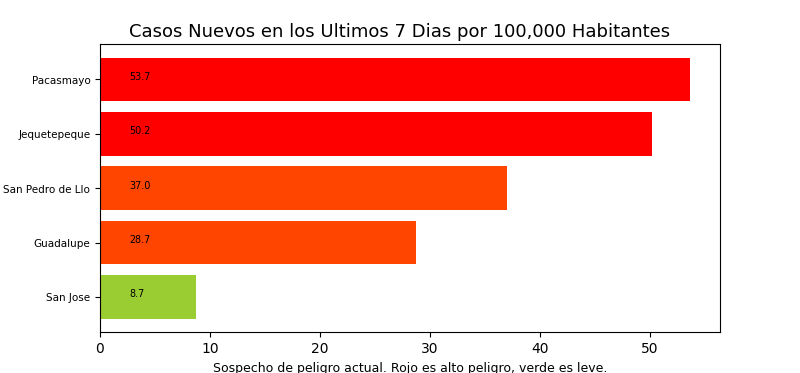 Casos Nuevos en los Ultimos 7 Dias por 100,000 Habitantes
Pacasmayo 53.7
Jequetepeque 50.2
San Pedro de Llo 37.0
Guadalupe 28.7
San Jose 8.7
0 10 20 30 40 50
Sospecho de peligro actual. Rojo es alto peligro, verde es leve.